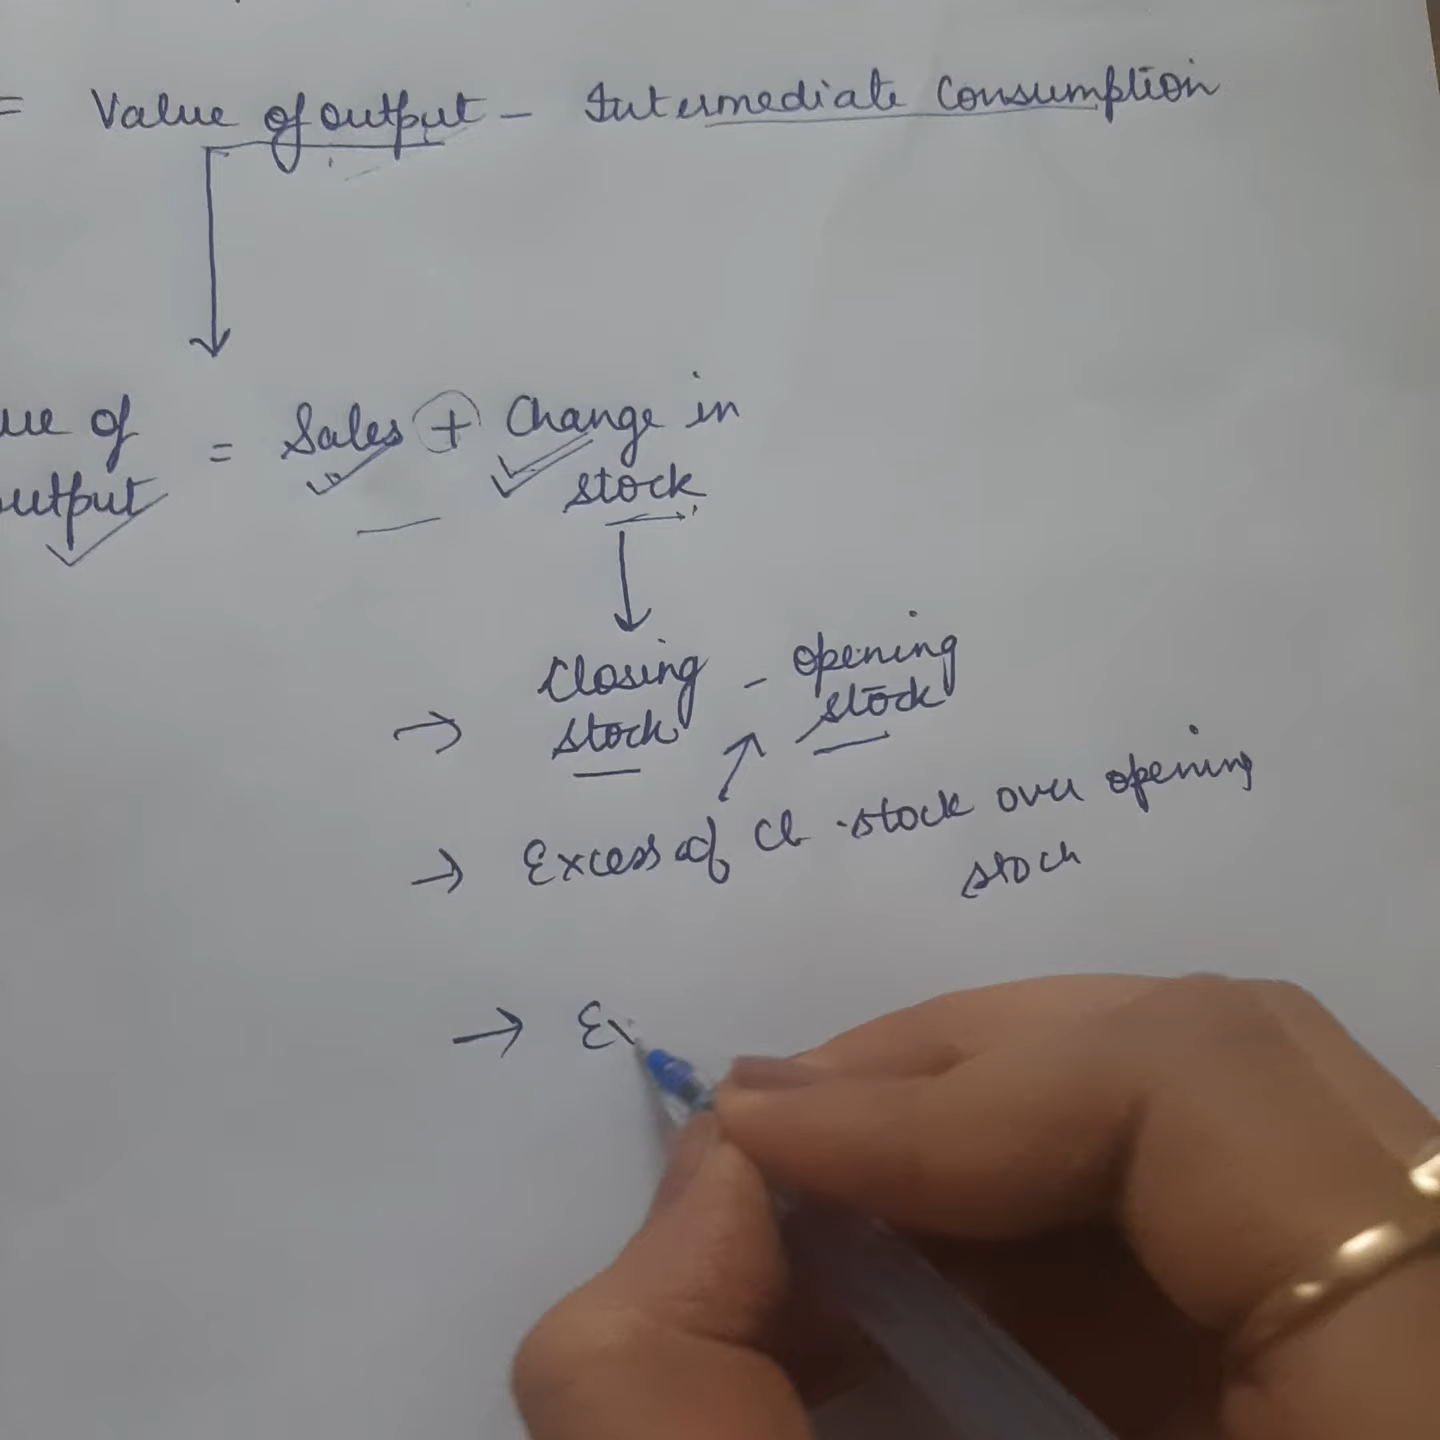 = Value of output - Intermediate Consumption
ue of = Sales + Change in
utput stock
→ Closing - opening
stock stock
→ Excess of Cl. stock over opening
stock
→ Ex